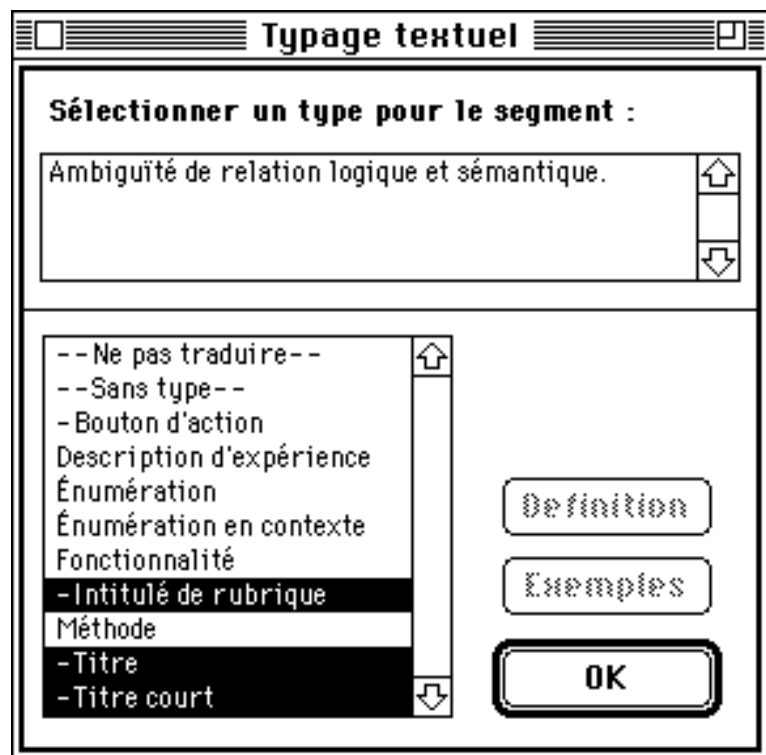 Typage textuel
Sélectionner un type pour le segment :
Ambiguïté de relation logique et sémantique.
--Ne pas traduire--
--Sans type--
-Bouton d'action
Description d'expérience
Énumération
Énumération en contexte
Fonctionnalité
-Intitulé de rubrique
Méthode
-Titre
-Titre court
Definition
Exemples
OK